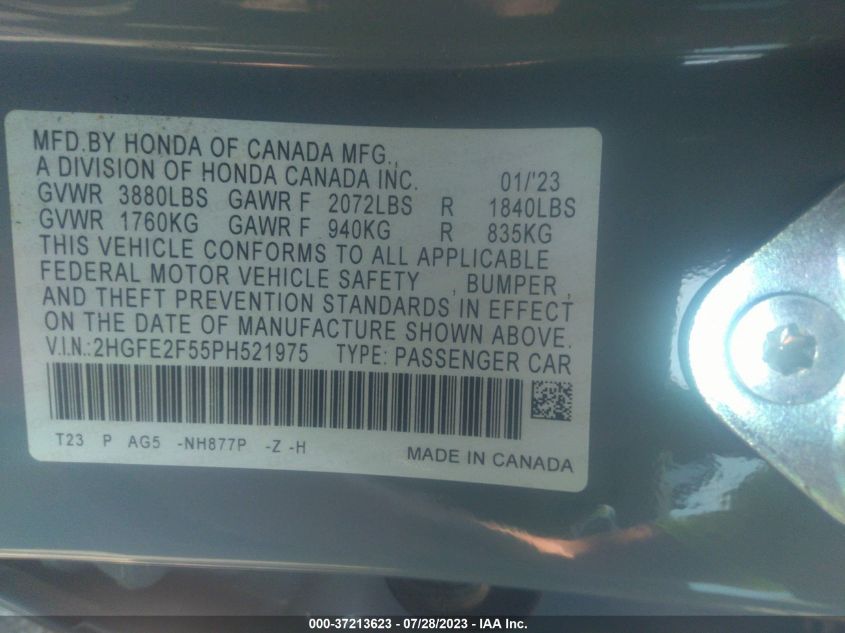 MFD.BY HONDA OF CANADA MFG.,
A DIVISION OF HONDA CANADA INC. 01/'23
GVWR 3880LBS GAWR F 2072LBS R 1840LBS
GVWR 1760KG GAWR F 940KG R 835KG
THIS VEHICLE CONFORMS TO ALL APPLICABLE
FEDERAL MOTOR VEHICLE SAFETY , BUMPER ,
AND THEFT PREVENTION STANDARDS IN EFFECT
ON THE DATE OF MANUFACTURE SHOWN ABOVE.
V.I.N.:2HGFE2F55PH521975 TYPE: PASSENGER CAR
T23 P AG5 -NH877P -Z -H
MADE IN CANADA
000-37213623 / 07/28/2023 - IAA Inc.